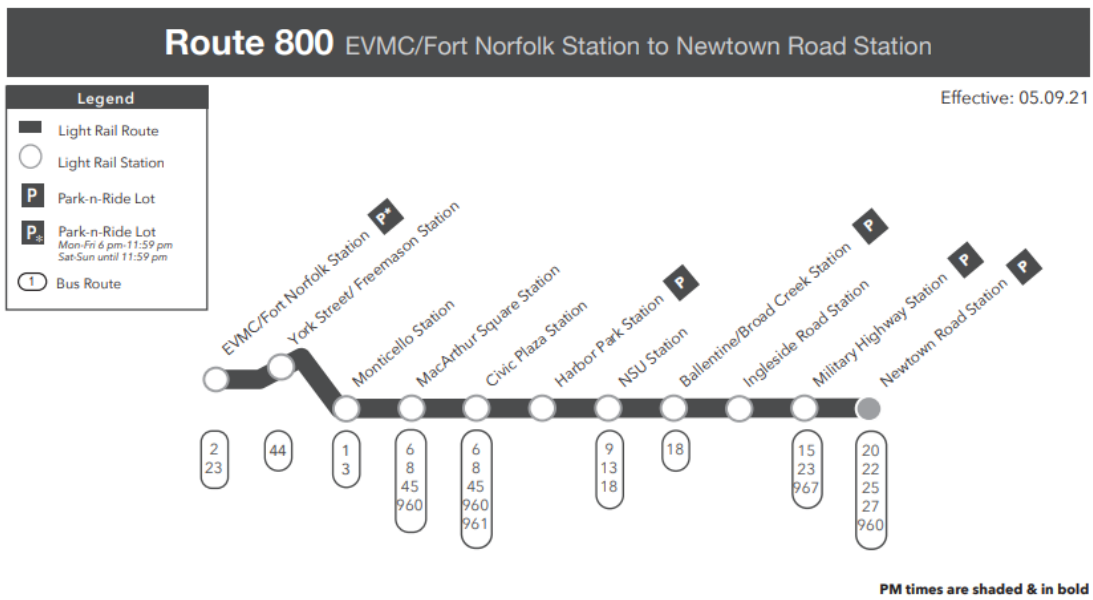 Route 800 EVMC/Fort Norfolk Station to Newtown Road Station
Legend
Light Rail Route
Light Rail Station
P Park-n-Ride Lot
P* Park-n-Ride Lot
Mon-Fri 6 pm-11:59 pm
Sat-Sun until 11:59 pm
1 Bus Route
Effective: 05.09.21
EVMC/Fort Norfolk Station P*
York Street/ Freemason Station
Monticello Station
MacArthur Square Station
Civic Plaza Station
Harbor Park Station P
NSU Station
Ballentine/Broad Creek Station P
Ingleside Road Station
Military Highway Station P
Newtown Road Station P
2
23
44
1
3
6
8
45
960
6
8
45
960
961
9
13
18
18
15
23
967
20
22
25
27
960
PM times are shaded & in bold